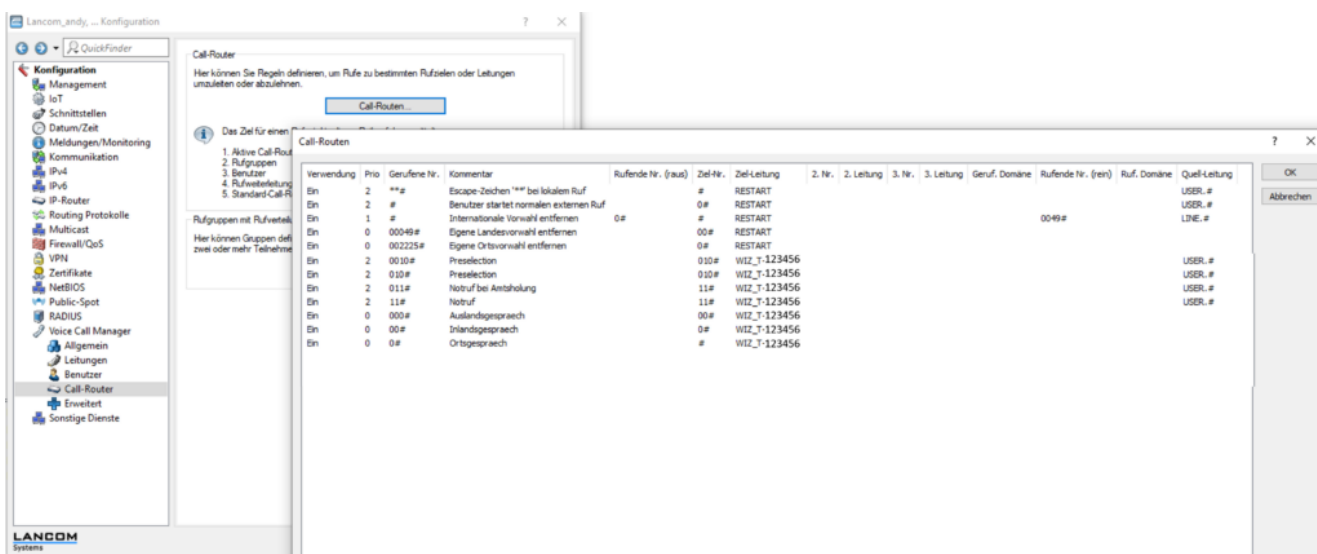 Lancom_andy, ... Konfiguration
QuickFinder
Konfiguration
Management
IoT
Schnittstellen
Datum/Zeit
Meldungen/Monitoring
Kommunikation
IPv4
IPv6
IP-Router
Routing Protokolle
Multicast
Firewall/QoS
VPN
Zertifikate
NetBIOS
Public-Spot
RADIUS
Voice Call Manager
Allgemein
Leitungen
Benutzer
Call-Router
Erweitert
Sonstige Dienste
LANCOM
Systems
Call-Router
Hier können Sie Regeln definieren, um Rufe zu bestimmten Rufzielen oder Leitungen
umzuleiten oder abzulehnen.
Call-Routen...
Das Ziel für einen
1. Aktive Call-Rout
2. Rufgruppen
3. Benutzer
4. Rufweiterleitung
5. Standard-Call-R
Rufgruppen mit Rufverteil
Hier können Gruppen defi
zwei oder mehr Teilnehme
Call-Routen
? ×
OK
Abbrechen
Verwendung Prio Gerufene Nr. Kommentar Rufende Nr. (raus) Ziel-Nr. Ziel-Leitung 2. Nr. 2. Leitung 3. Nr. 3. Leitung Geruf. Domäne Rufende Nr. (rein) Ruf. Domäne Quell-Leitung
Ein 2 **# Escape-Zeichen '**' bei lokalem Ruf # RESTART USER..#
Ein 2 # Benutzer startet normalen externen Ruf 0# RESTART USER..#
Ein 1 # Internationale Vorwahl entfernen 0# # RESTART 0049# LINE..#
Ein 0 00049# Eigene Landesvorwahl entfernen 00# RESTART
Ein 0 002225# Eigene Ortsvorwahl entfernen 0# RESTART
Ein 2 0010# Preselection 010# WIZ_T-123456 USER..#
Ein 2 010# Preselection 010# WIZ_T-123456 USER..#
Ein 2 011# Notruf bei Amtsholung 11# WIZ_T-123456 USER..#
Ein 2 11# Notruf 11# WIZ_T-123456 USER..#
Ein 0 000# Auslandsgespraech 00# WIZ_T-123456
Ein 0 00# Inlandsgespraech 0# WIZ_T-123456
Ein 0 0# Ortsgespraech # WIZ_T-123456